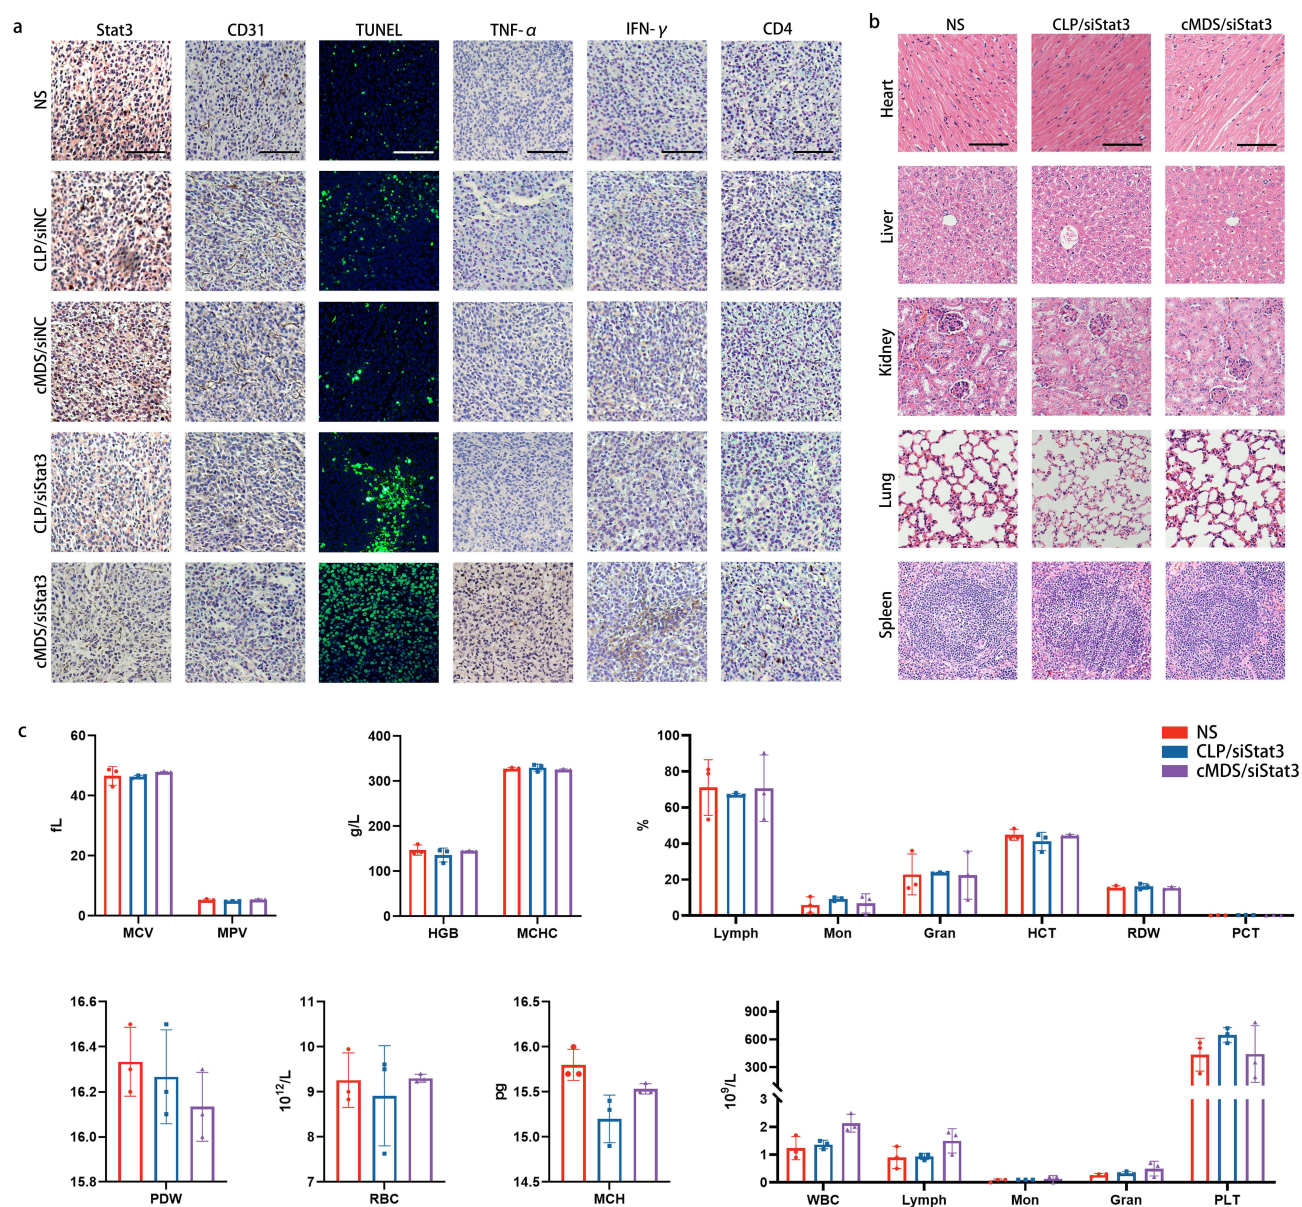 a
Stat3 CD31 TUNEL TNF-α IFN-γ CD4
NS
CLP/siNC
cMDS/siNC
CLP/siStat3
cMDS/siStat3
b
NS CLP/siStat3 cMDS/siStat3
Heart
Liver
Kidney
Lung
Spleen
c
NS
CLP/siStat3
cMDS/siStat3
fL
60
40
20
0
MCV MPV
g/L
400
300
200
100
0
HGB MCHC
%
100
80
60
40
20
0
Lymph Mon Gran HCT RDW PCT
16.6
16.4
16.2
16.0
15.8
PDW
10¹²/L
11
10
9
8
7
RBC
pg
16.5
16.0
15.5
15.0
14.5
MCH
10⁹/L
900
600
300
3
2
1
0
WBC Lymph Mon Gran PLT